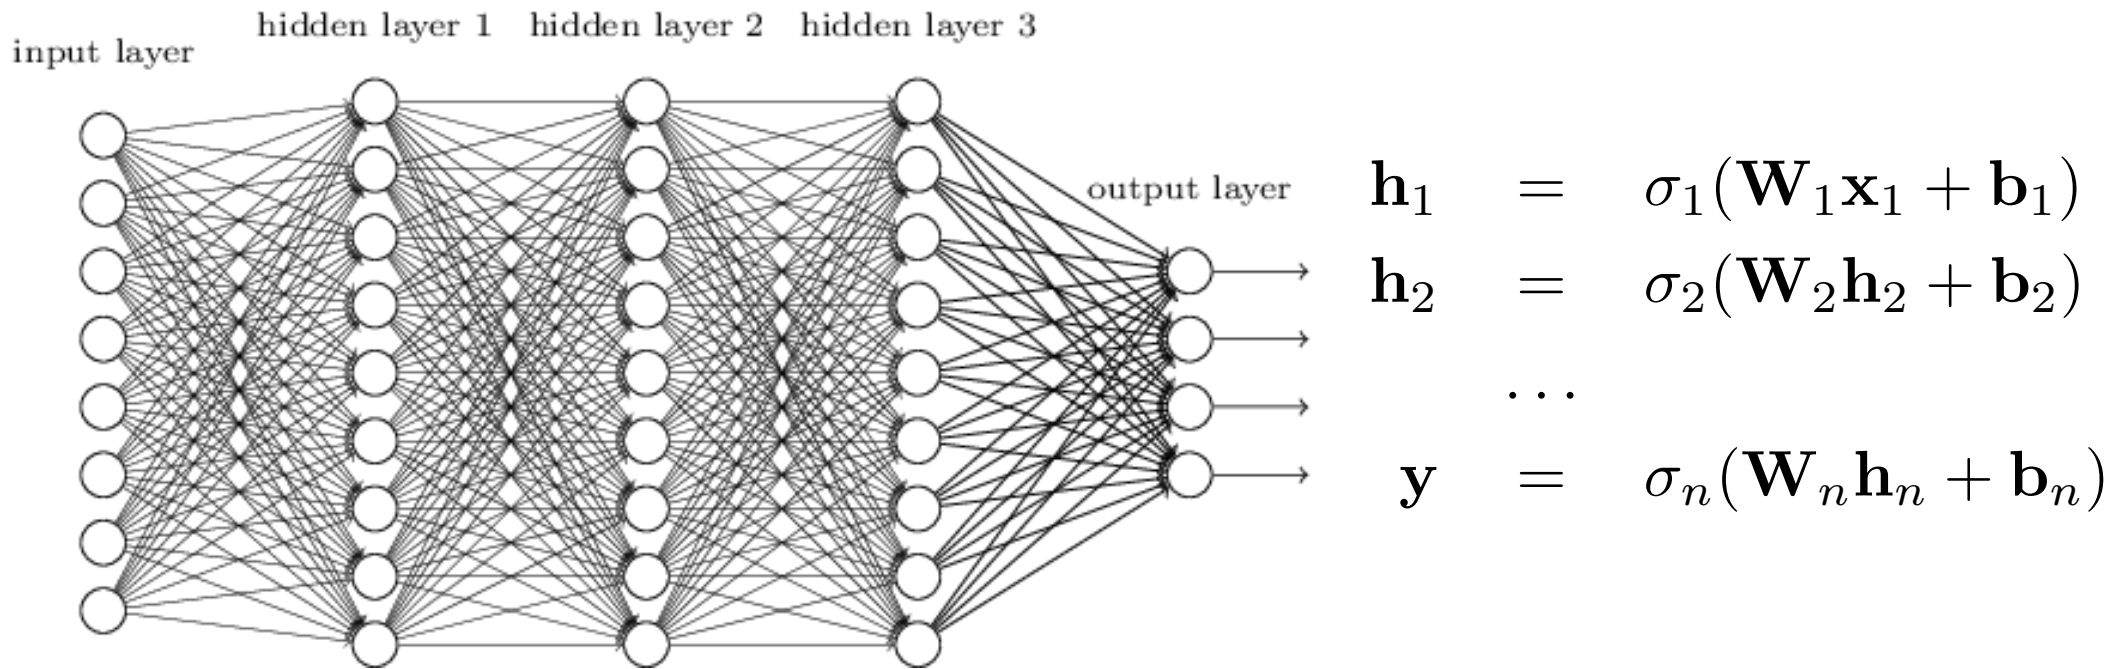 hidden layer 1 hidden layer 2 hidden layer 3
input layer
output layer
h₁ = σ₁(W₁x₁ + b₁)
h₂ = σ₂(W₂h₂ + b₂)
...
y = σₙ(Wₙhₙ + bₙ)